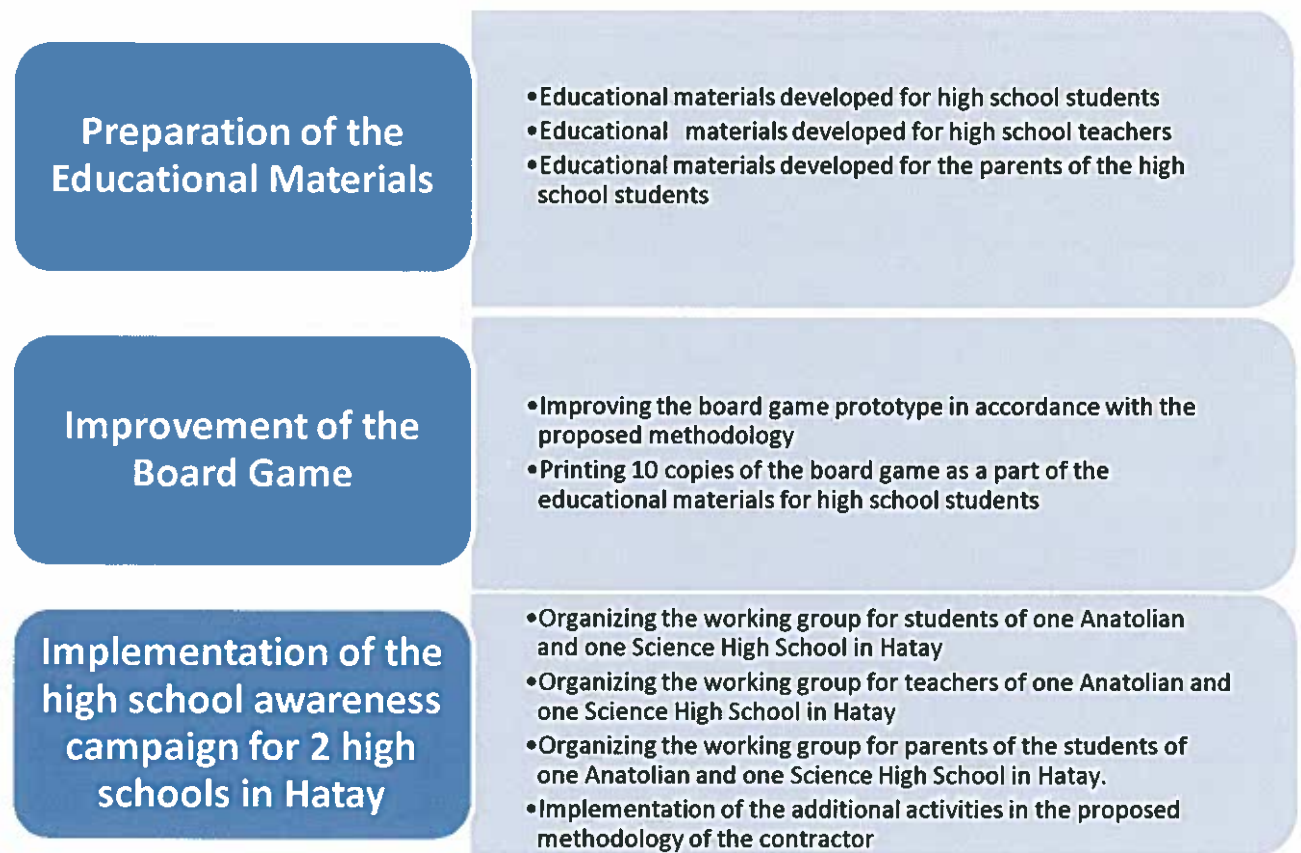 Preparation of the
Educational Materials
•Educational materials developed for high school students
•Educational materials developed for high school teachers
•Educational materials developed for the parents of the high
school students
Improvement of the
Board Game
•Improving the board game prototype in accordance with the
proposed methodology
•Printing 10 copies of the board game as a part of the
educational materials for high school students
Implementation of the
high school awareness
campaign for 2 high
schools in Hatay
•Organizing the working group for students of one Anatolian
and one Science High School in Hatay
•Organizing the working group for teachers of one Anatolian and
one Science High School in Hatay
•Organizing the working group for parents of the students of
one Anatolian and one Science High School in Hatay.
•Implementation of the additional activities in the proposed
methodology of the contractor